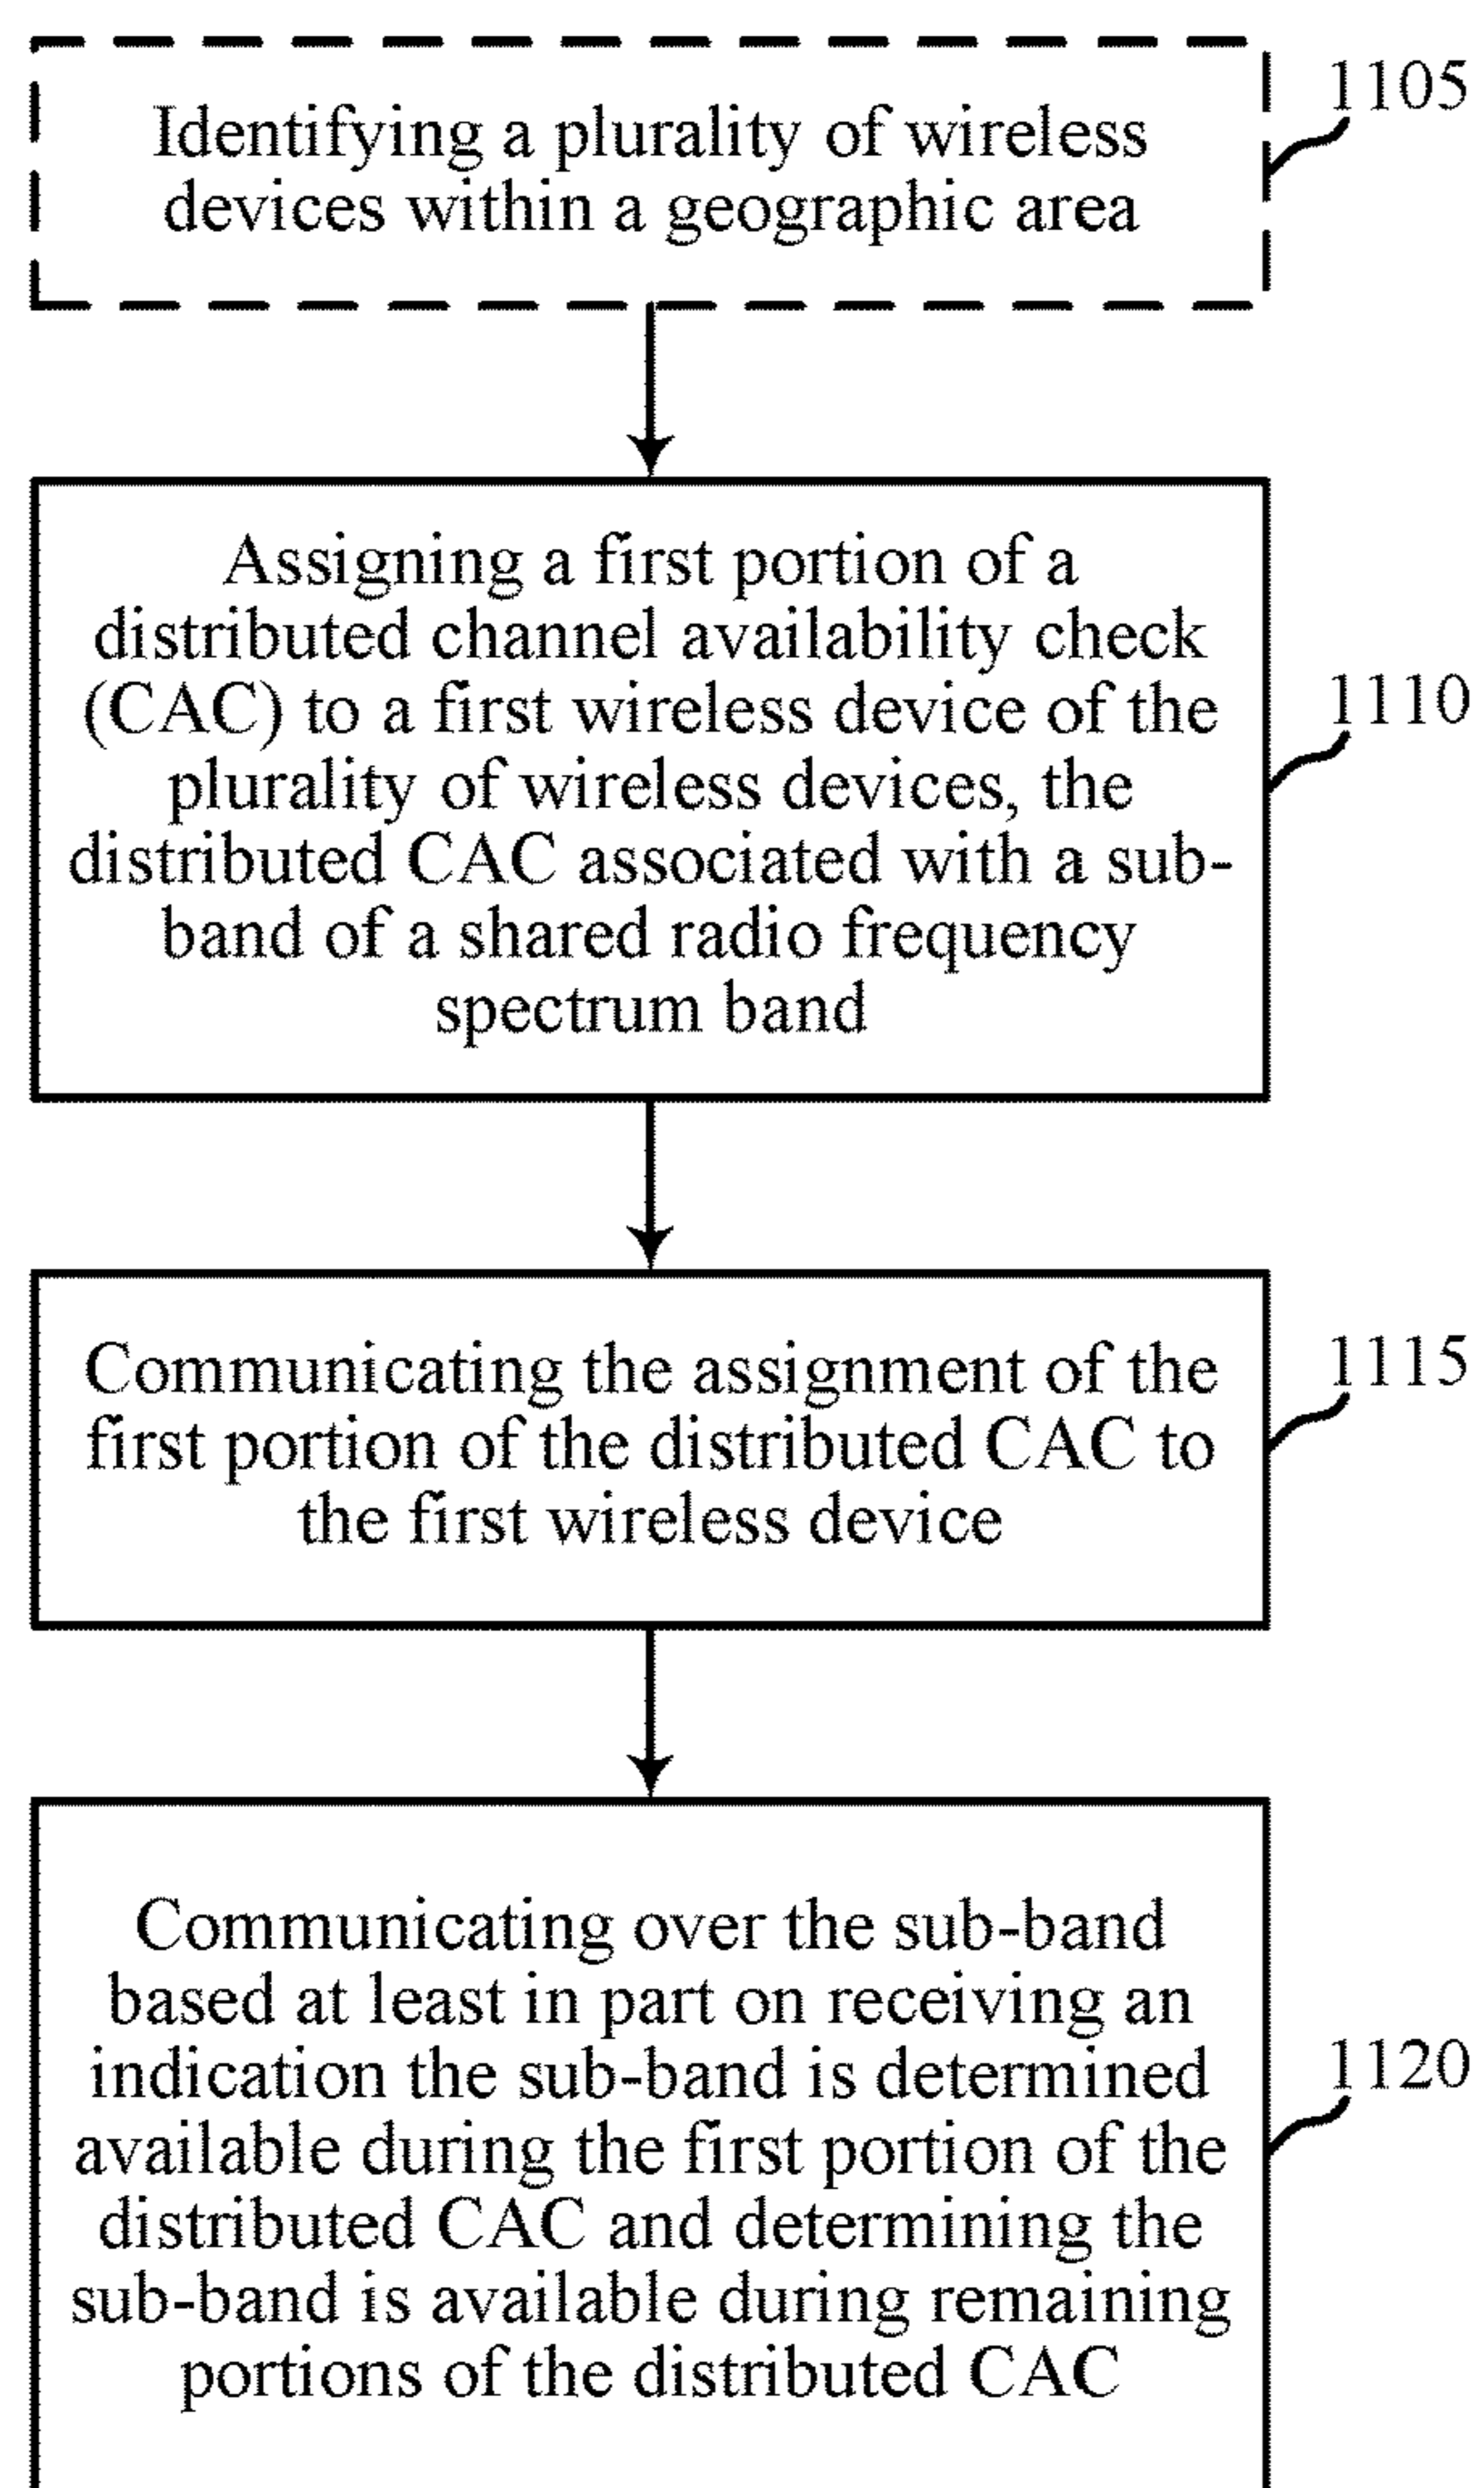 Identifying a plurality of wireless
devices within a geographic area
1105
Assigning a first portion of a
distributed channel availability check
(CAC) to a first wireless device of the
plurality of wireless devices, the
distributed CAC associated with a sub-
band of a shared radio frequency
spectrum band
1110
Communicating the assignment of the
first portion of the distributed CAC to
the first wireless device
1115
Communicating over the sub-band
based at least in part on receiving an
indication the sub-band is determined
available during the first portion of the
distributed CAC and determining the
sub-band is available during remaining
portions of the distributed CAC
1120